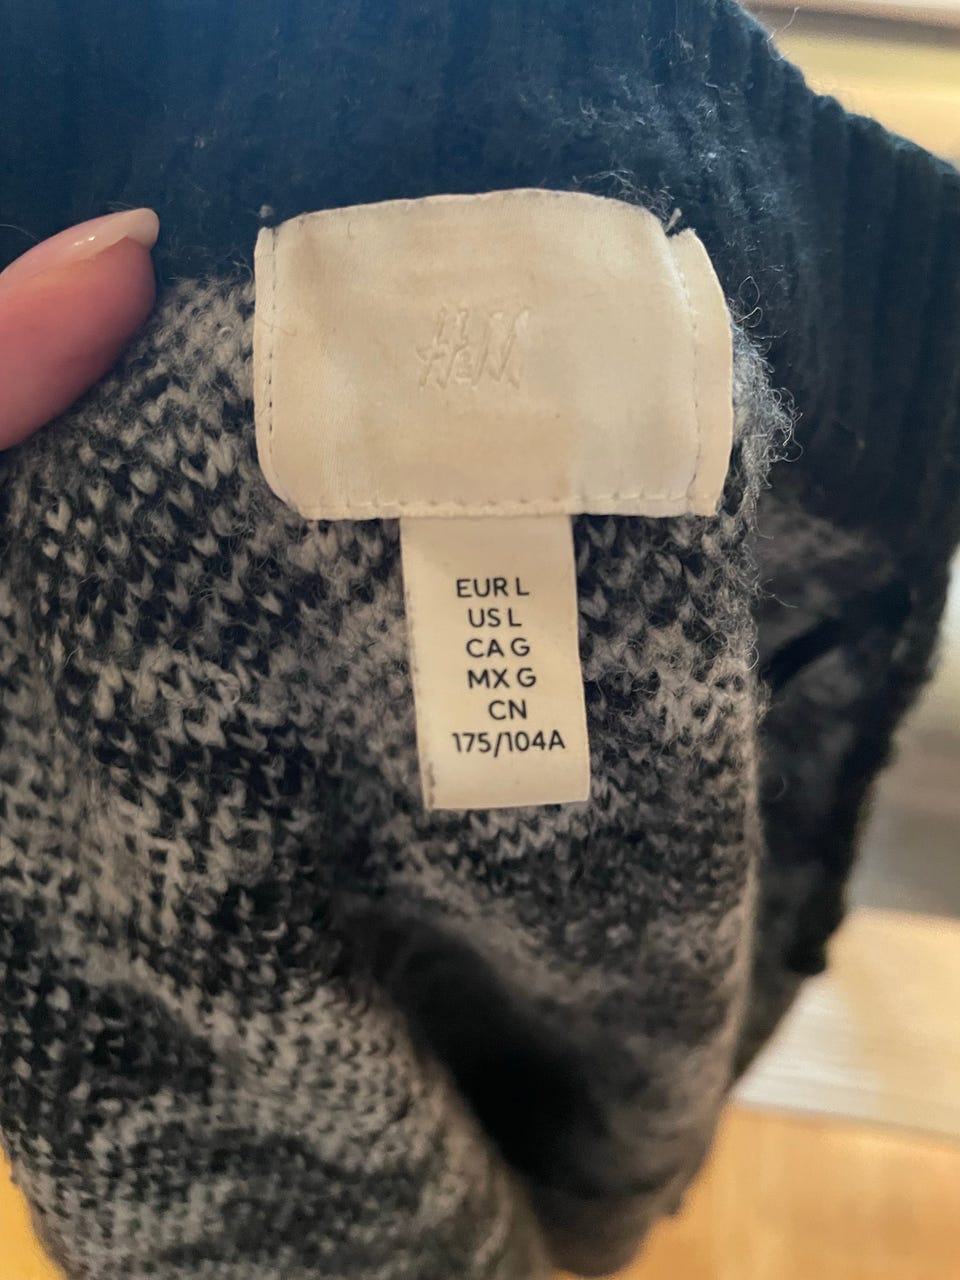 H&M
EUR L
US L
CA G
MX G
CN
175/104A